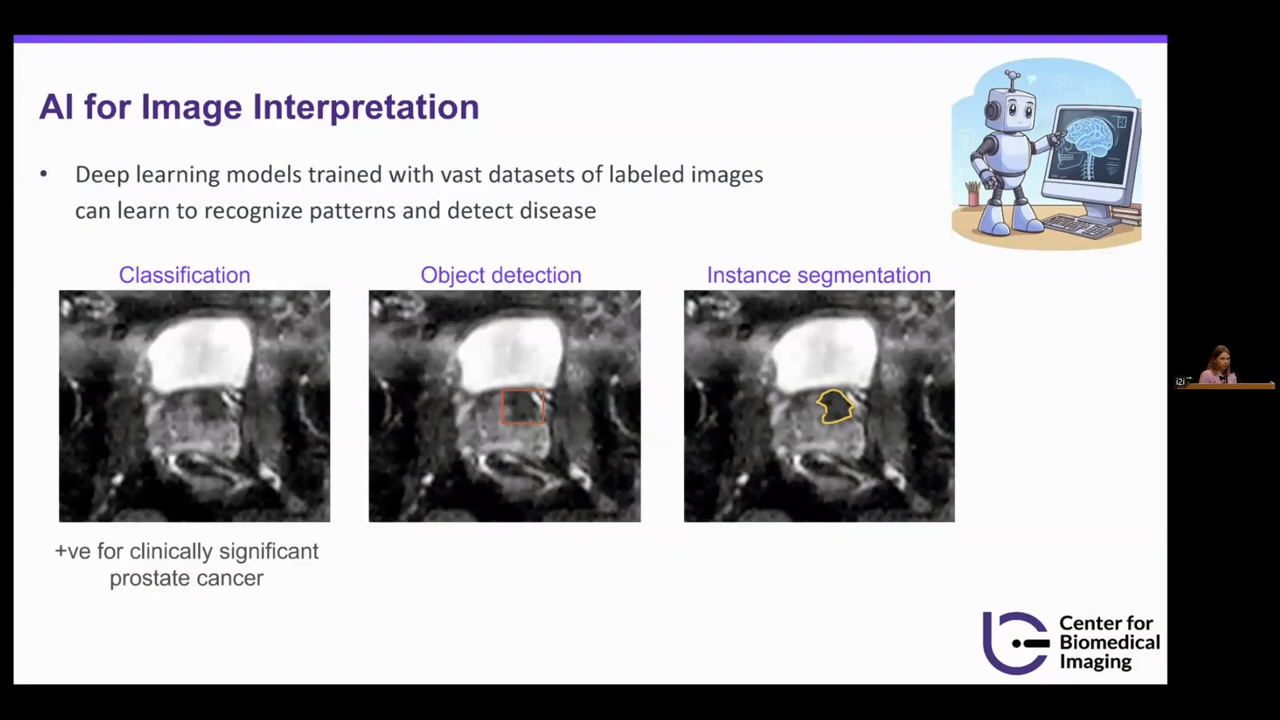 AI for Image Interpretation
• Deep learning models trained with vast datasets of labeled images
can learn to recognize patterns and detect disease
Classification
Object detection
Instance segmentation
+ve for clinically significant
prostate cancer
Center for
Biomedical
Imaging
i2i